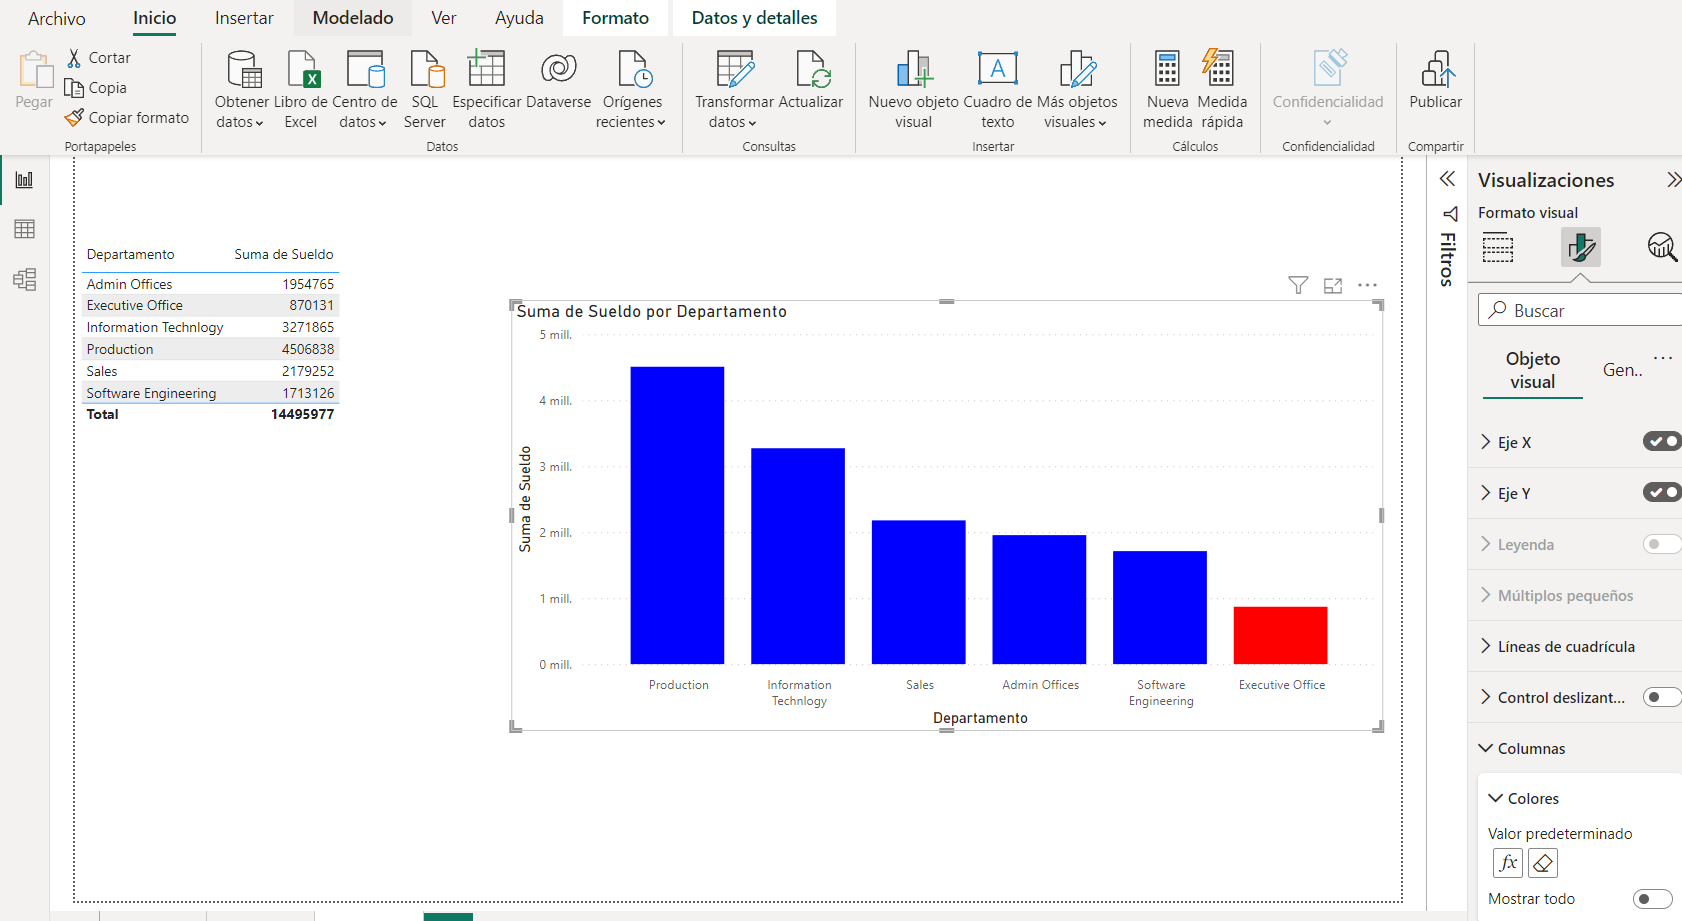 Archivo Inicio Insertar Modelado Ver Ayuda Formato Datos y detalles
Pegar
Cortar
Copia
Copiar formato
Portapapeles
Obtener datos
Libro de Excel
Centro de datos
SQL Server
Especificar datos
Dataverse
Orígenes recientes
Datos
Transformar datos
Actualizar
Consultas
Nuevo objeto visual
A
Cuadro de texto
Más objetos visuales
Insertar
Nueva medida
Medida rápida
Cálculos
Confidencialidad
Confidencialidad
Publicar
Compartir
Departamento Suma de Sueldo
Admin Offices 1954765
Executive Office 870131
Information Technlogy 3271865
Production 4506838
Sales 2179252
Software Engineering 1713126
Total 14495977
Suma de Sueldo por Departamento
Suma de Sueldo
5 mill.
4 mill.
3 mill.
2 mill.
1 mill.
0 mill.
Production
Information Technlogy
Sales
Admin Offices
Software Engineering
Executive Office
Departamento
Filtros
Visualizaciones
Formato visual
Buscar
Objeto visual
Gen..
Eje X
Eje Y
Leyenda
Múltiplos pequeños
Líneas de cuadrícula
Control deslizant...
Columnas
Colores
Valor predeterminado
fx
Mostrar todo